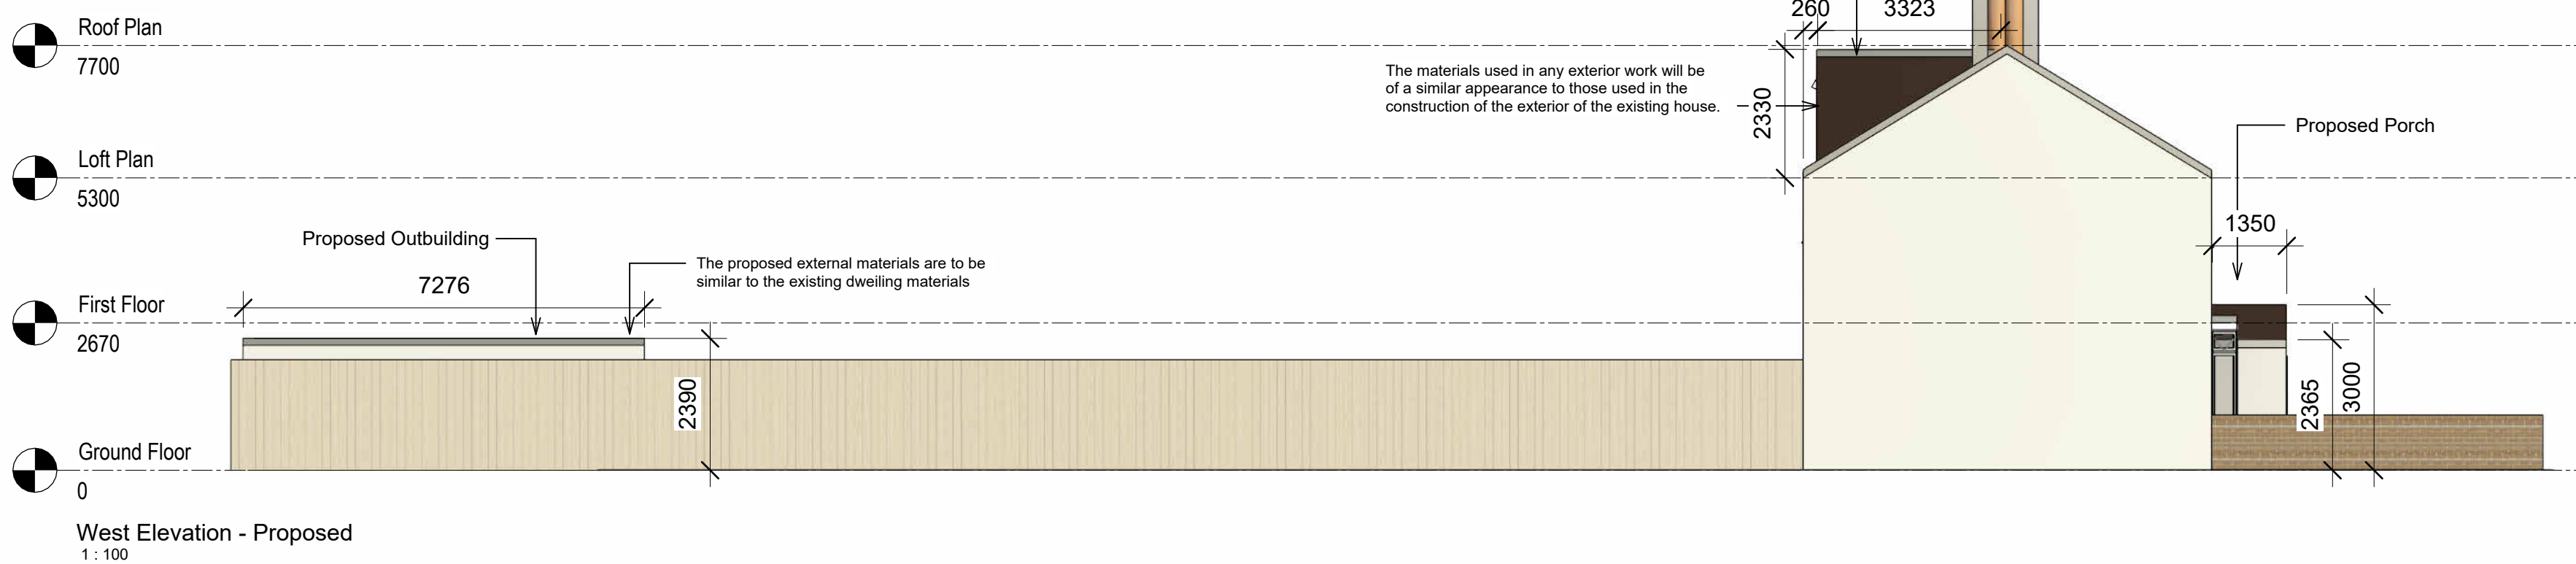 Roof Plan
7700
260
3323
The materials used in any exterior work will be
of a similar appearance to those used in the
construction of the exterior of the existing house.
2330
Proposed Porch
Loft Plan
5300
1350
Proposed Outbuilding
The proposed external materials are to be
similar to the existing dweiling materials
7276
First Floor
2670
2390
2365
3000
Ground Floor
0
West Elevation - Proposed
1 : 100